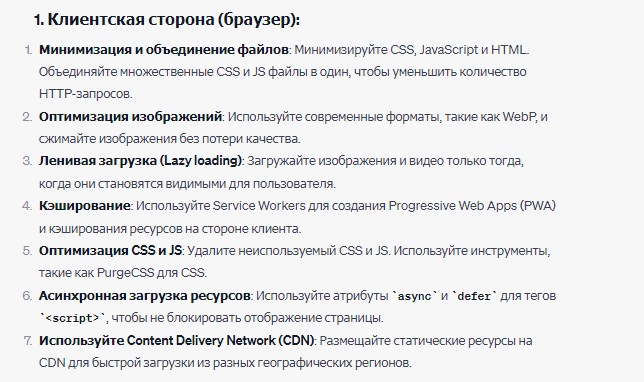 1. Клиентская сторона (браузер):
1. Минимизация и объединение файлов: Минимизируйте CSS, JavaScript и HTML.
Объединяйте множественные CSS и JS файлы в один, чтобы уменьшить количество
HTTP-запросов.
2. Оптимизация изображений: Используйте современные форматы, такие как WebP, и
сжимайте изображения без потери качества.
3. Ленивая загрузка (Lazy loading): Загружайте изображения и видео только тогда,
когда они становятся видимыми для пользователя.
4. Кэширование: Используйте Service Workers для создания Progressive Web Apps (PWA)
и кэширования ресурсов на стороне клиента.
5. Оптимизация CSS и JS: Удалите неиспользуемый CSS и JS. Используйте инструменты,
такие как PurgeCSS для CSS.
6. Асинхронная загрузка ресурсов: Используйте атрибуты `async` и `defer` для тегов
`<script>`, чтобы не блокировать отображение страницы.
7. Используйте Content Delivery Network (CDN): Размещайте статические ресурсы на
CDN для быстрой загрузки из разных географических регионов.